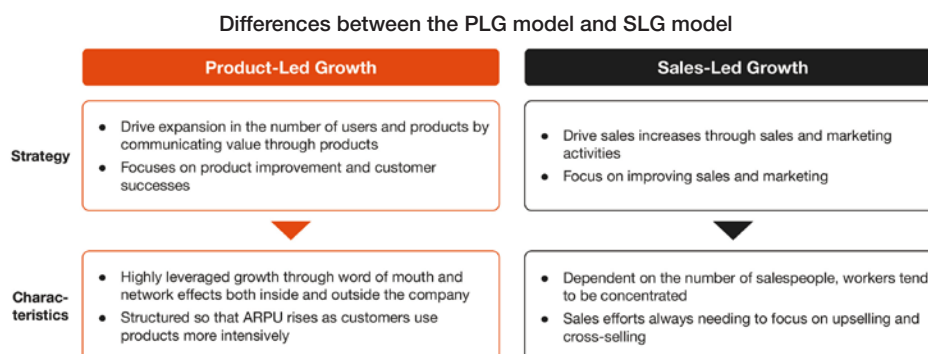 Differences between the PLG model and SLG model
Product-Led Growth
Sales-Led Growth
Strategy
● Drive expansion in the number of users and products by
communicating value through products
● Focuses on product improvement and customer
successes
● Drive sales increases through sales and marketing
activities
● Focus on improving sales and marketing
Charac-
teristics
● Highly leveraged growth through word of mouth and
network effects both inside and outside the company
● Structured so that ARPU rises as customers use
products more intensively
● Dependent on the number of salespeople, workers tend
to be concentrated
● Sales efforts always needing to focus on upselling and
cross-selling